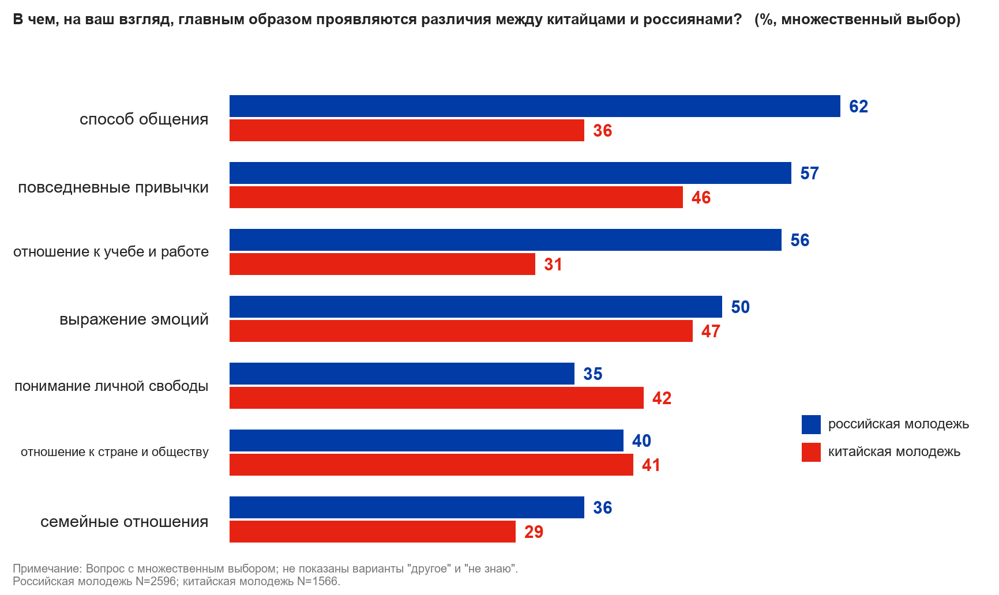 В чем, на ваш взгляд, главным образом проявляются различия между китайцами и россиянами? (%, множественный выбор)
способ общения
62
36
повседневные привычки
57
46
отношение к учебе и работе
56
31
выражение эмоций
50
47
понимание личной свободы
35
42
отношение к стране и обществу
40
41
семейные отношения
36
29
российская молодежь
китайская молодежь
Примечание: Вопрос с множественным выбором; не показаны варианты "другое" и "не знаю".
Российская молодежь N=2596; китайская молодежь N=1566.